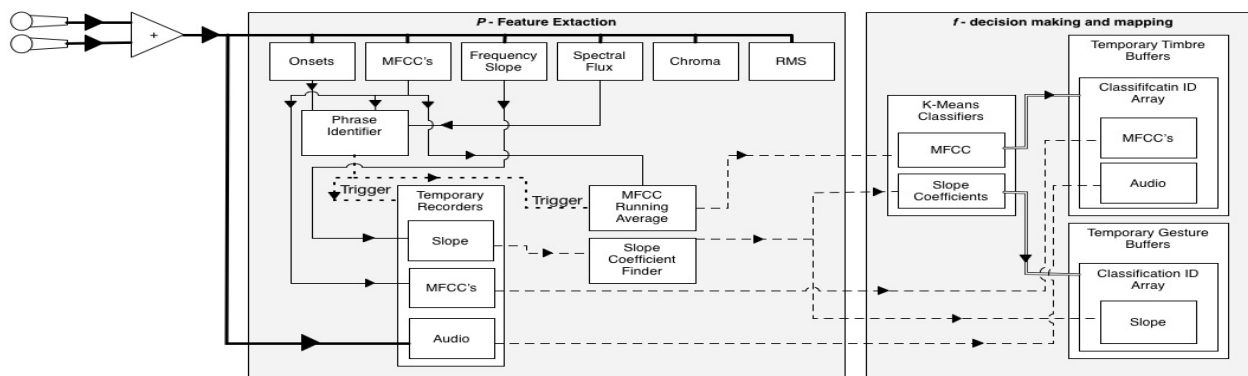 P - Feature Extaction
f - decision making and mapping
+
Onsets
MFCC's
Frequency
Slope
Spectral
Flux
Chroma
RMS
Phrase
Identifier
Trigger
Trigger
Temporary
Recorders
Slope
MFCC's
Audio
MFCC
Running
Average
Slope
Coefficient
Finder
K-Means
Classifiers
MFCC
Slope
Coefficients
Temporary Timbre
Buffers
Classififcatin ID
Array
MFCC's
Audio
Temporary Gesture
Buffers
Classification ID
Array
Slope